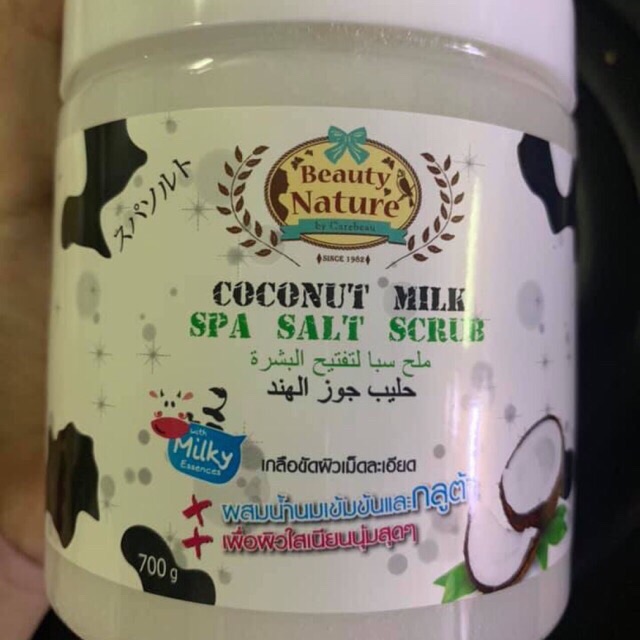 スパソルト
Beauty
Nature
by Carebeau
SINCE 1982
COCONUT MILK
SPA SALT SCRUB
ملح سبا لتفتيح البشرة
حليب جوز الهند
with
Milky
Essences
เกลือขัดผิวเม็ดละเอียด
ผสมน้ำนมเข้มข้นและกลูต้า
เพื่อผิวใสเนียนนุ่มสุดๆ
700 g